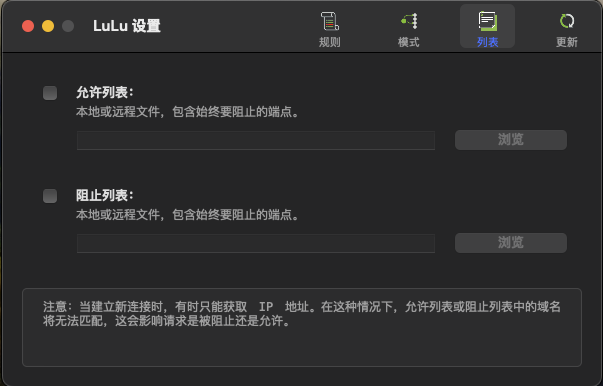 LuLu 设置
规则
模式
列表
更新
允许列表：
本地或远程文件，包含始终要阻止的端点。
浏览
阻止列表：
本地或远程文件，包含始终要阻止的端点。
浏览
注意：当建立新连接时，有时只能获取 IP 地址。在这种情况下，允许列表或阻止列表中的域名
将无法匹配，这会影响请求是被阻止还是允许。